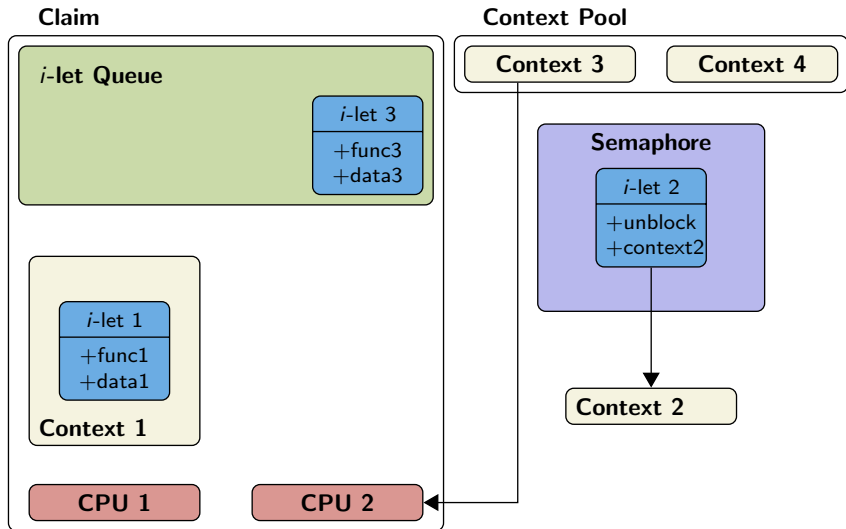 Claim
i-let Queue
i-let 3
+func3
+data3
i-let 1
+func1
+data1
Context 1
CPU 1
CPU 2
Context Pool
Context 3
Context 4
Semaphore
i-let 2
+unblock
+context2
Context 2